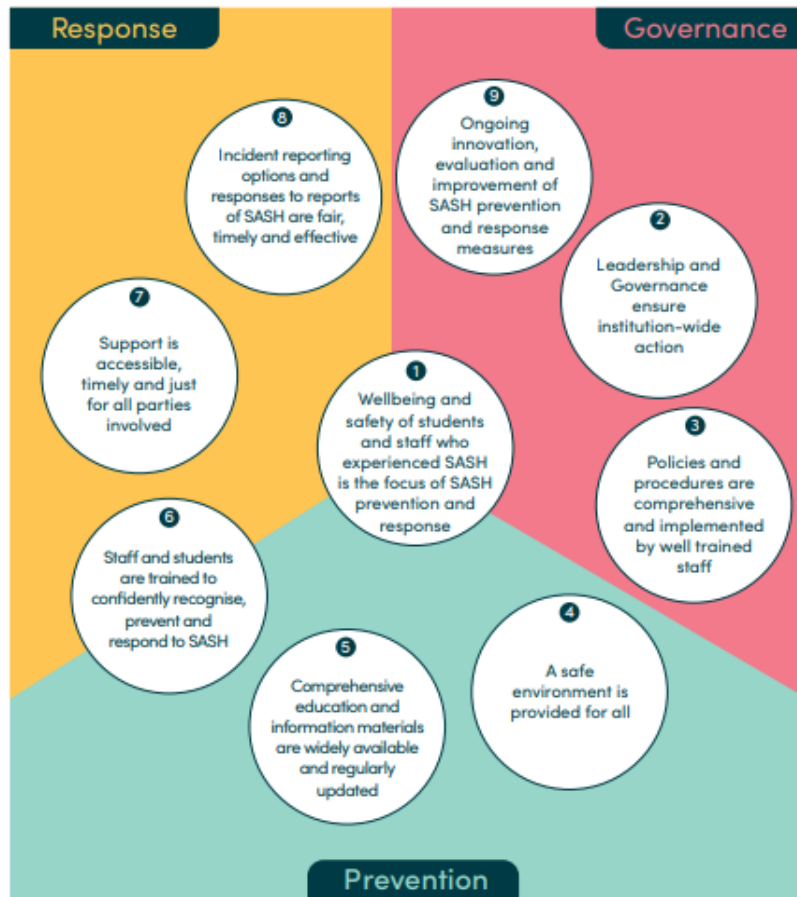 Response
Governance
8
Incident reporting
options and
responses to reports
of SASH are fair,
timely and effective
9
Ongoing
innovation,
evaluation and
improvement of
SASH prevention
and response
measures
2
Leadership and
Governance
ensure
institution-wide
action
7
Support is
accessible,
timely and just
for all parties
involved
1
Wellbeing and
safety of students
and staff who
experienced SASH
is the focus of SASH
prevention and
response
3
Policies and
procedures are
comprehensive
and implemented
by well trained
staff
6
Staff and students
are trained to
confidently recognise,
prevent and
respond to SASH
5
Comprehensive
education and
information materials
are widely available
and regularly
updated
4
A safe
environment is
provided for all
Prevention